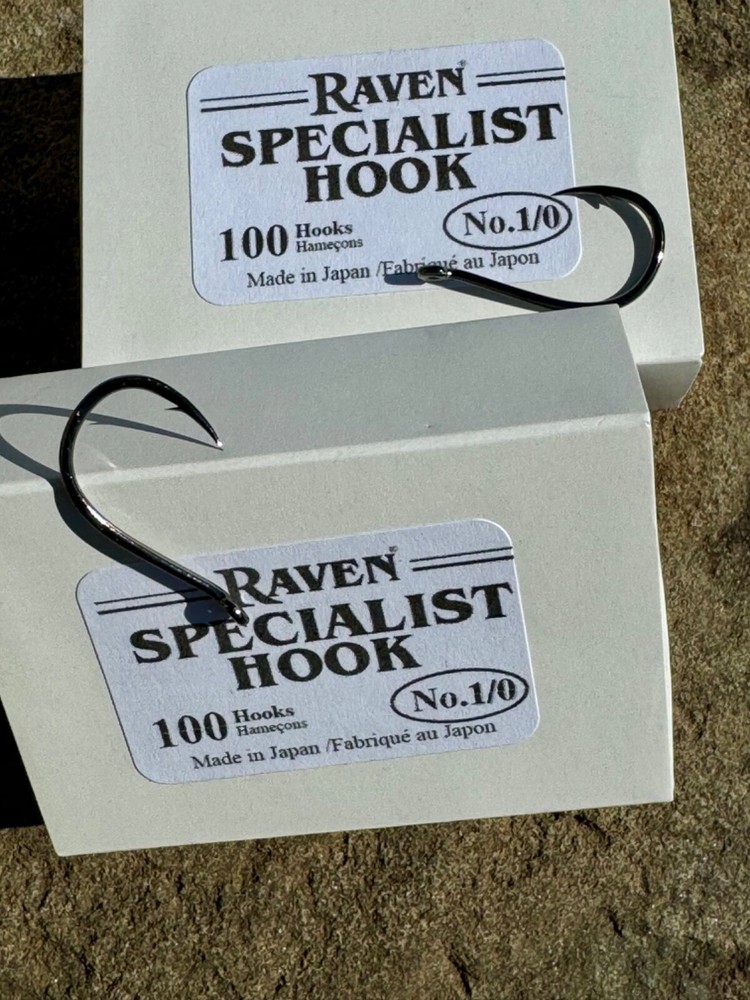 RAVEN®
SPECIALIST
HOOK
100 Hooks
Hameçons
No.1/0
Made in Japan /Fabriqué au Japon
RAVEN®
SPECIALIST
HOOK
100 Hooks
Hameçons
No.1/0
Made in Japan /Fabriqué au Japon